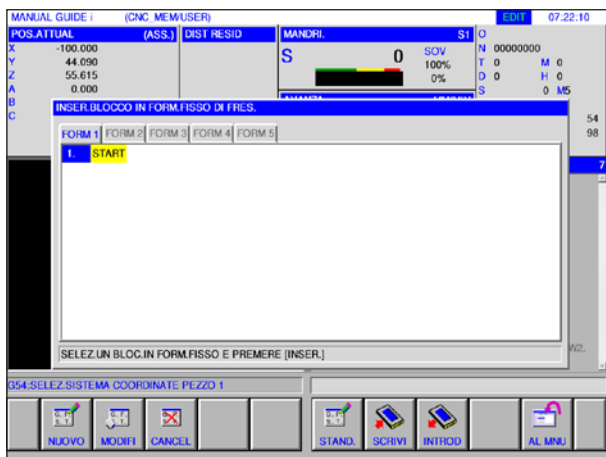 MANUAL GUIDE i (CNC_MEM/USER) EDIT 07.22.10
POS.ATTUAL (ASS.) DIST RESID MANDRI. S1 O
X -100.000 S 0 SOV N 00000000
Y 44.090 100% T 0 M 0
Z 55.615 0% D 0 H 0
A 0.000 S 0 M5
B
C 54
98
INSER.BLOCCO IN FORM.FISSO DI FRES.
FORM 1 FORM 2 FORM 3 FORM 4 FORM 5
1. START
7
W2.
SELEZ.UN BLOC.IN FORM.FISSO E PREMERE [INSER.]
G54:SELEZ.SISTEMA COORDINATE PEZZO 1
NUOVO MODIFI CANCEL STAND. SCRIVI INTROD AL MNU